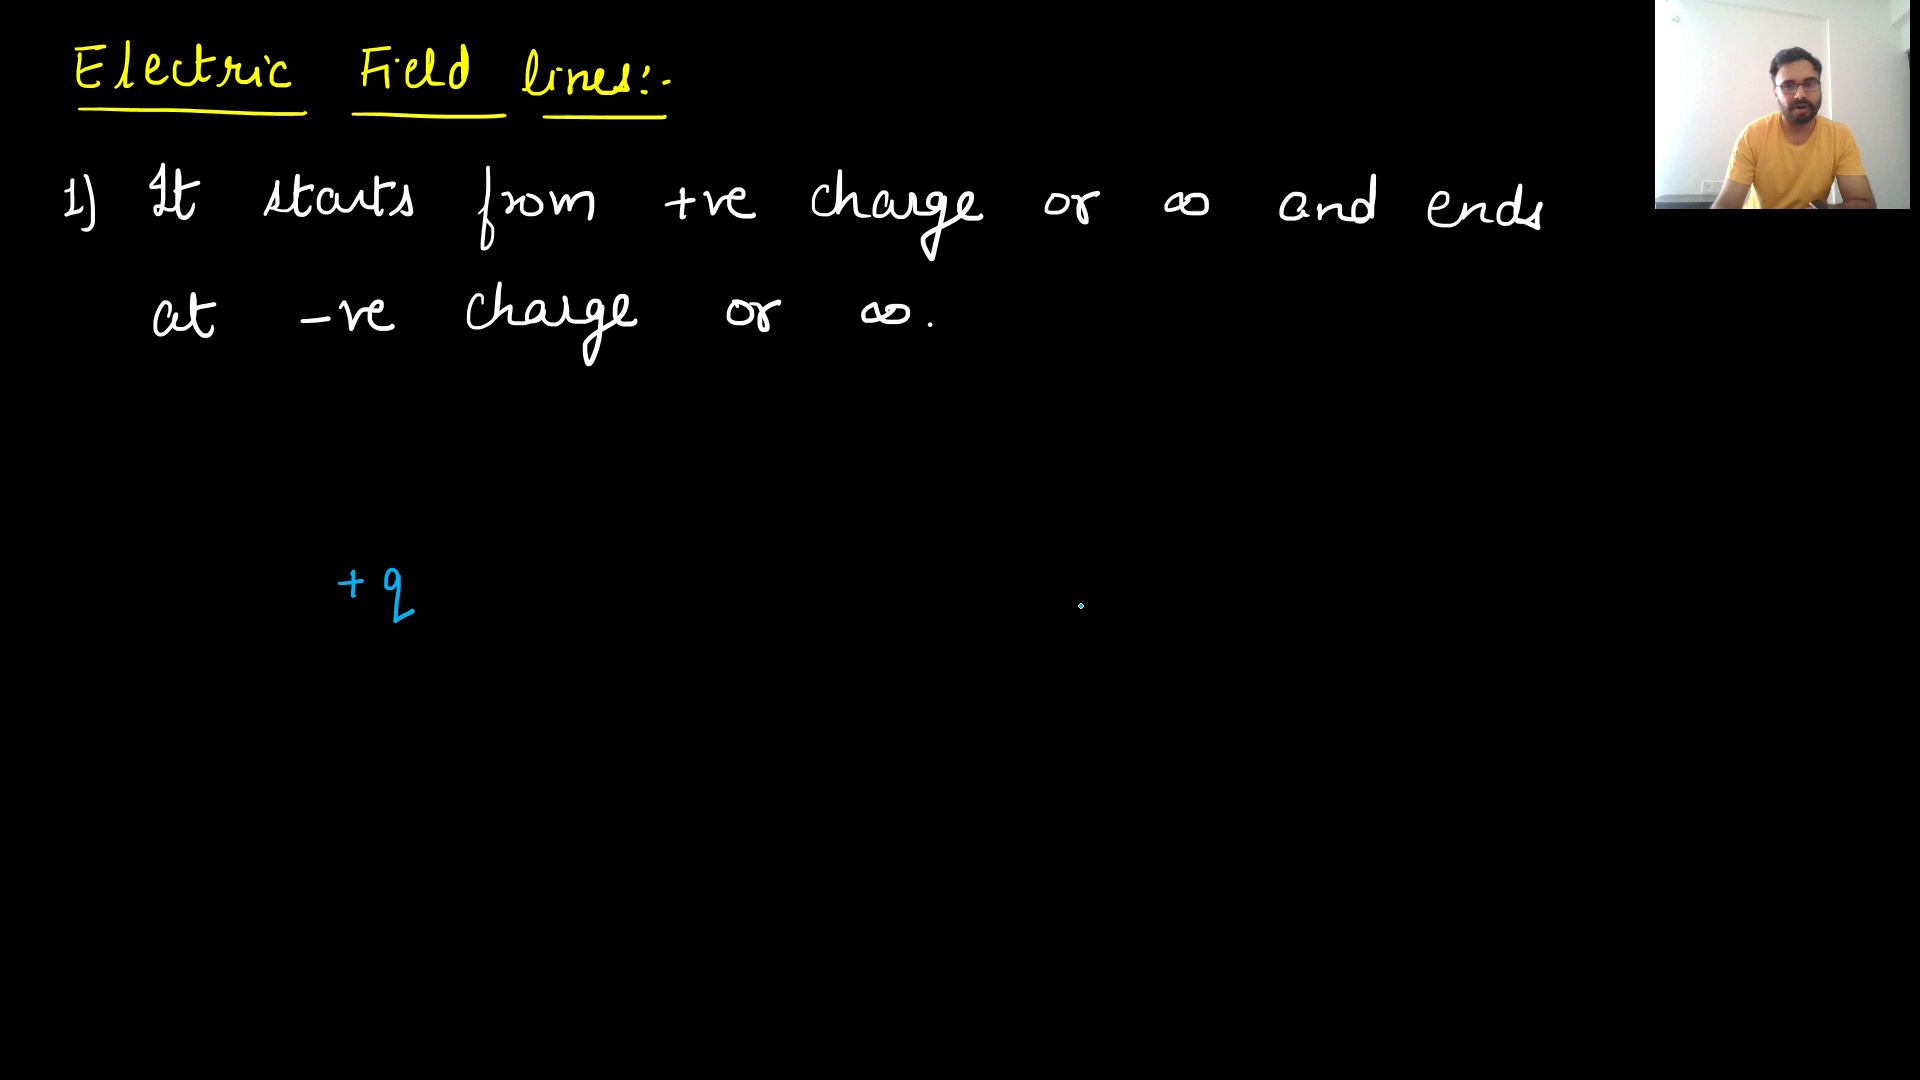 Electric Field lines:-
1) It starts from +ve charge or ∞ and ends
at -ve charge or ∞.
+q